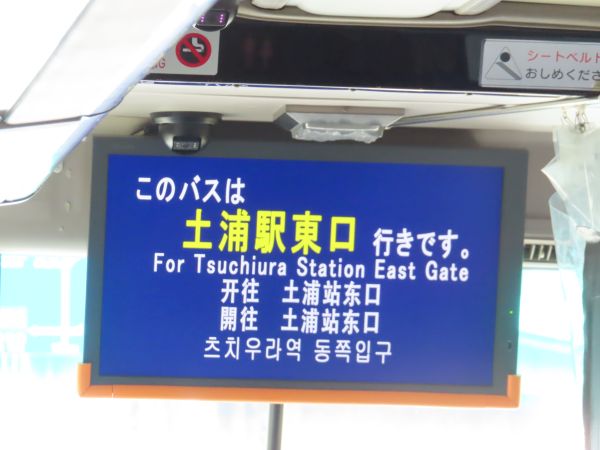 NG
シートベルト
おしめくださ
このバスは
土浦駅東口 行きです。
For Tsuchiura Station East Gate
开往 土浦站东口
開往 土浦站东口
츠치우라역 동쪽입구